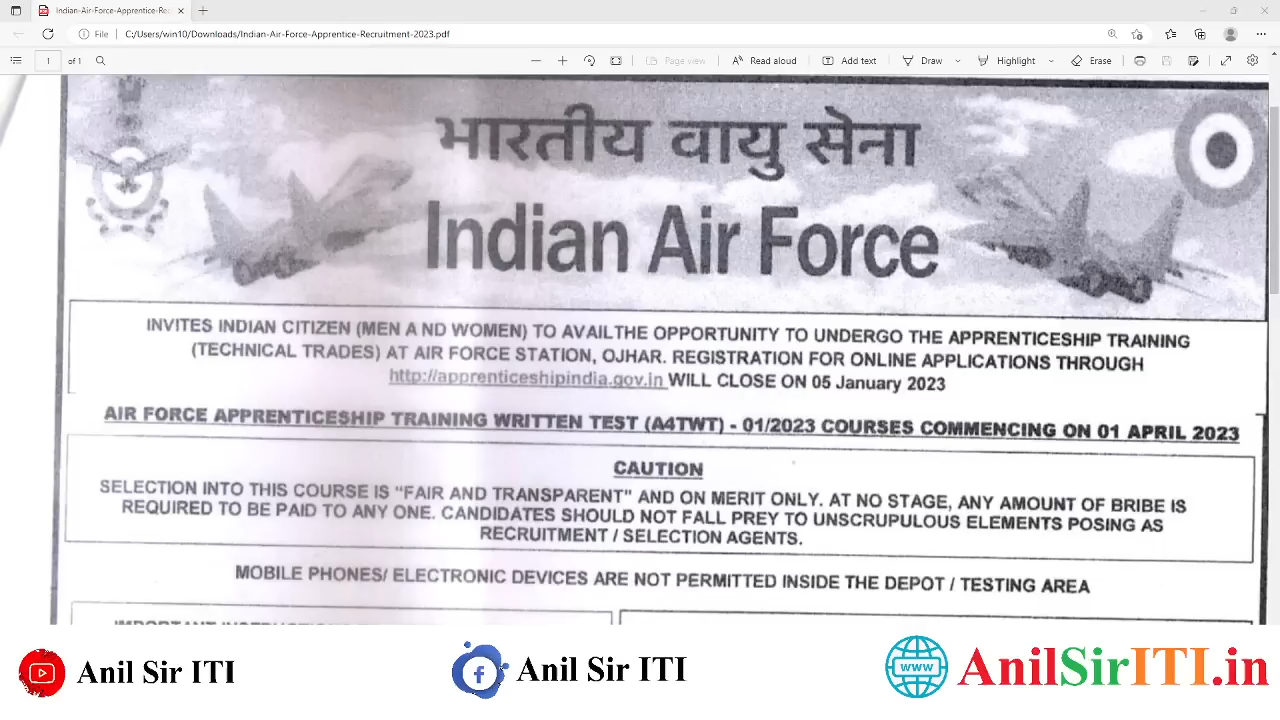 Indian-Air-Force-Apprentice-Rec
File
C:/Users/win10/Downloads/Indian-Air-Force-Apprentice-Recruitment-2023.pdf
1 of 1
Page view
Read aloud
Add text
Draw
Highlight
Erase
भारतीय वायु सेना
Indian Air Force
INVITES INDIAN CITIZEN (MEN A ND WOMEN) TO AVAILTHE OPPORTUNITY TO UNDERGO THE APPRENTICESHIP TRAINING
(TECHNICAL TRADES) AT AIR FORCE STATION, OJHAR. REGISTRATION FOR ONLINE APPLICATIONS THROUGH
http://apprenticeshipindia.gov.in WILL CLOSE ON 05 January 2023
AIR FORCE APPRENTICESHIP TRAINING WRITTEN TEST (A4TWT) - 01/2023 COURSES COMMENCING ON 01 APRIL 2023
CAUTION
SELECTION INTO THIS COURSE IS "FAIR AND TRANSPARENT" AND ON MERIT ONLY. AT NO STAGE, ANY AMOUNT OF BRIBE IS
REQUIRED TO BE PAID TO ANY ONE. CANDIDATES SHOULD NOT FALL PREY TO UNSCRUPULOUS ELEMENTS POSING AS
RECRUITMENT / SELECTION AGENTS.
MOBILE PHONES/ ELECTRONIC DEVICES ARE NOT PERMITTED INSIDE THE DEPOT / TESTING AREA
Anil Sir ITI
Anil Sir ITI
WWW
AnilSirITI.in